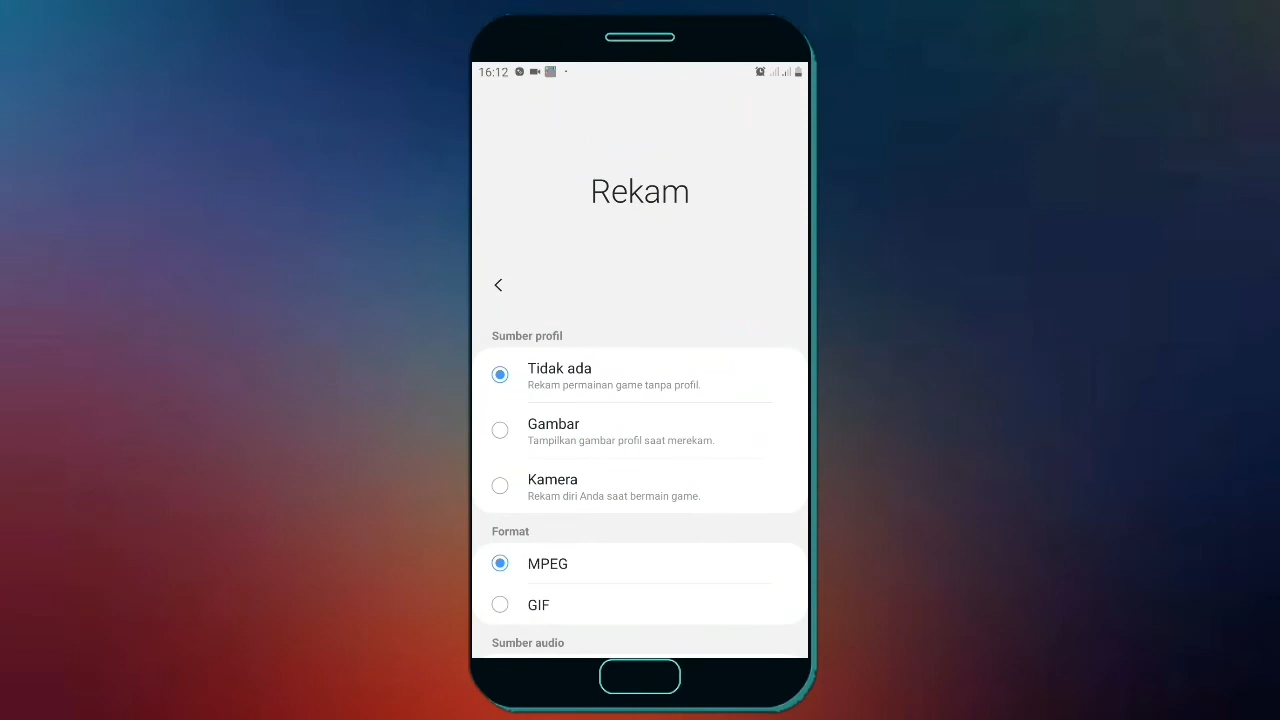 16:12
Rekam
Sumber profil
Tidak ada
Rekam permainan game tanpa profil.
Gambar
Tampilkan gambar profil saat merekam.
Kamera
Rekam diri Anda saat bermain game.
Format
MPEG
GIF
Sumber audio